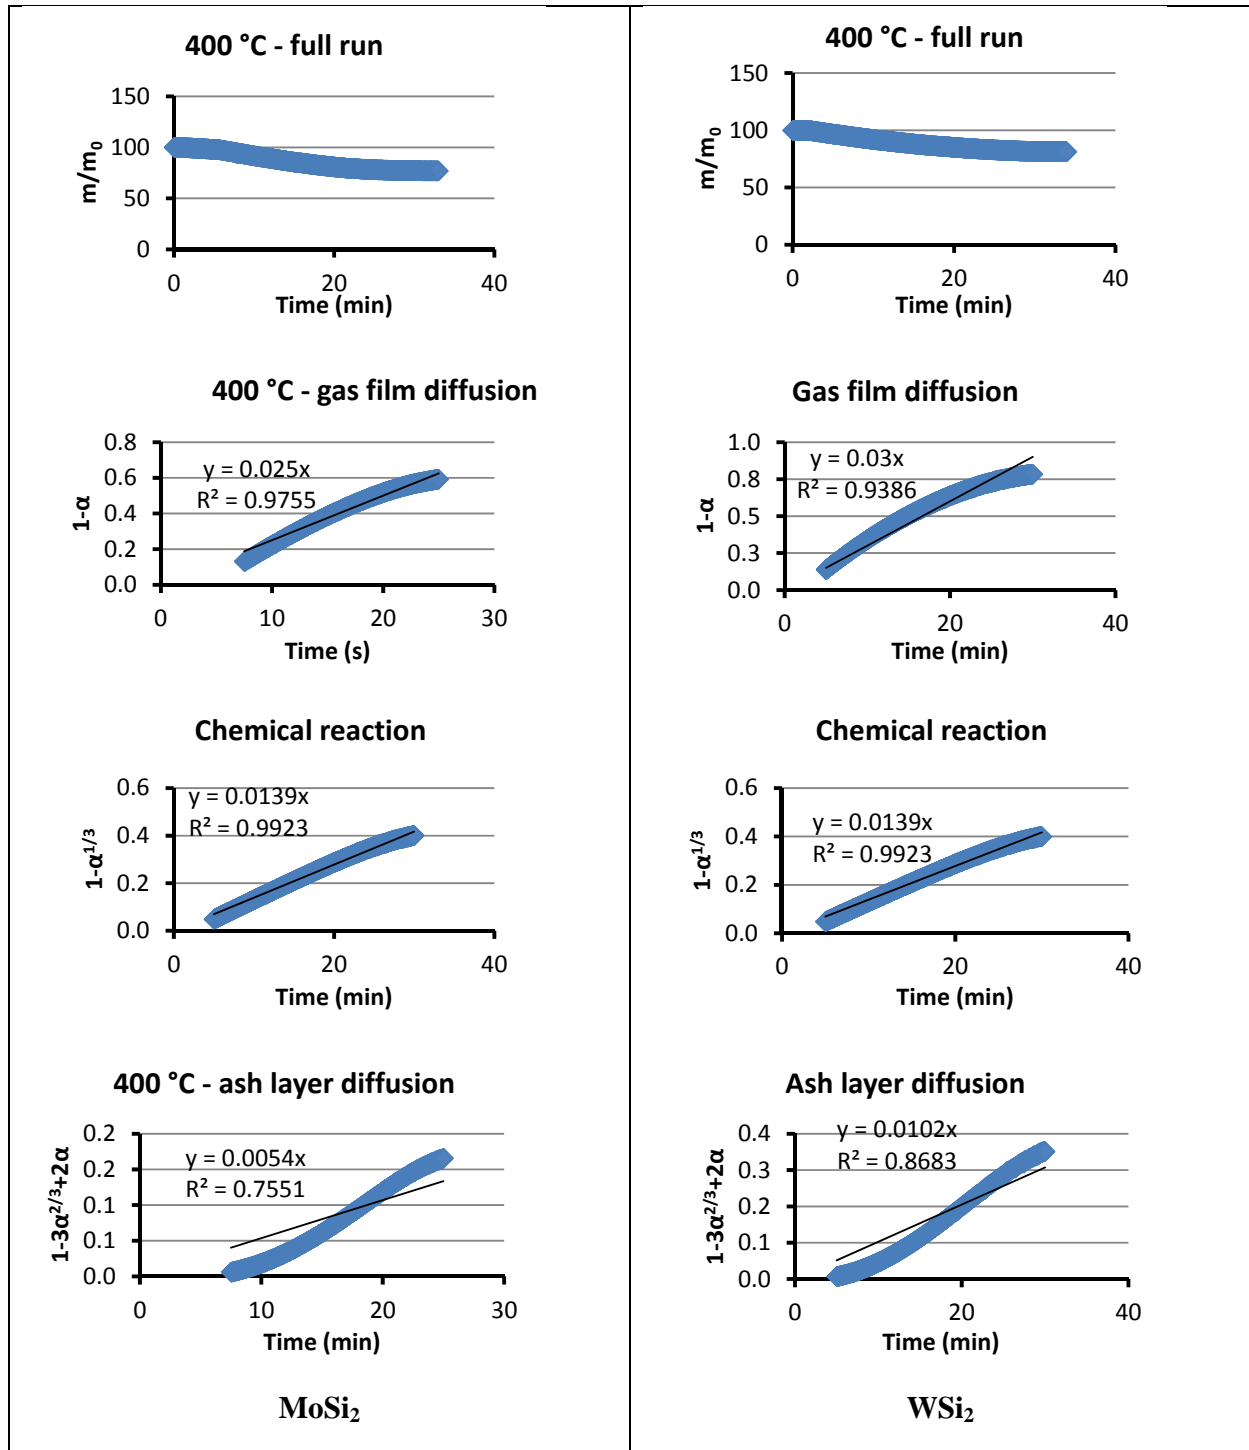 400 °C - full run
150
100
50
0
m/m0
0
20
40
Time (min)
400 °C - gas film diffusion
0.8
0.6
0.4
0.2
0.0
1-α
y = 0.025x
R² = 0.9755
0
10
20
30
Time (s)
Chemical reaction
0.6
0.4
0.2
0.0
1-α1/3
y = 0.0139x
R² = 0.9923
0
20
40
Time (min)
400 °C - ash layer diffusion
0.2
0.2
0.1
0.1
0.0
1-3α2/3+2α
y = 0.0054x
R² = 0.7551
0
10
20
30
Time (min)
MoSi2
400 °C - full run
150
100
50
0
m/m0
0
20
40
Time (min)
Gas film diffusion
1.0
0.8
0.5
0.3
0.0
1-α
y = 0.03x
R² = 0.9386
0
20
40
Time (min)
Chemical reaction
0.6
0.4
0.2
0.0
1-α1/3
y = 0.0139x
R² = 0.9923
0
20
40
Time (min)
Ash layer diffusion
0.4
0.3
0.2
0.1
0.0
1-3α2/3+2α
y = 0.0102x
R² = 0.8683
0
20
40
Time (min)
WSi2